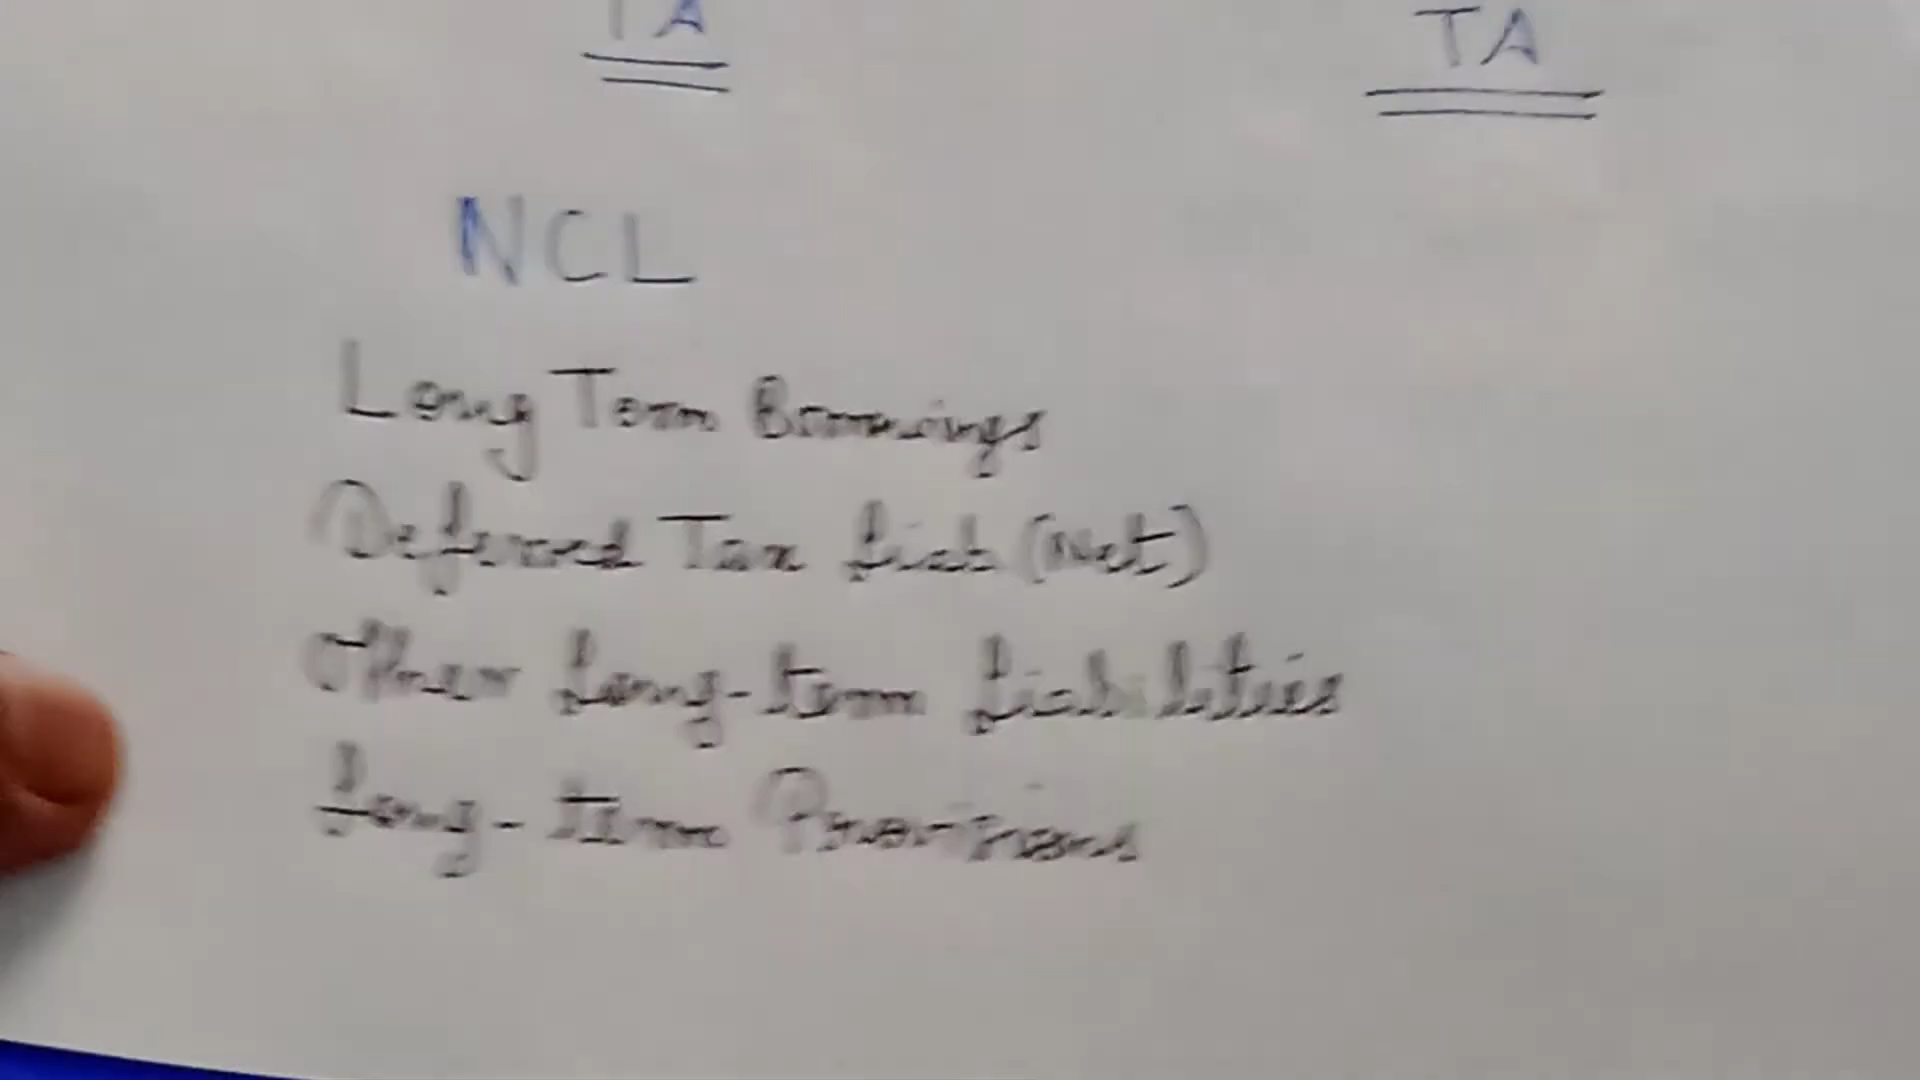 TA TA
NCL
Long Term Borrowings
Deferred Tax Liab (Net)
Other Long-term Liabilities
Long-term Provisions